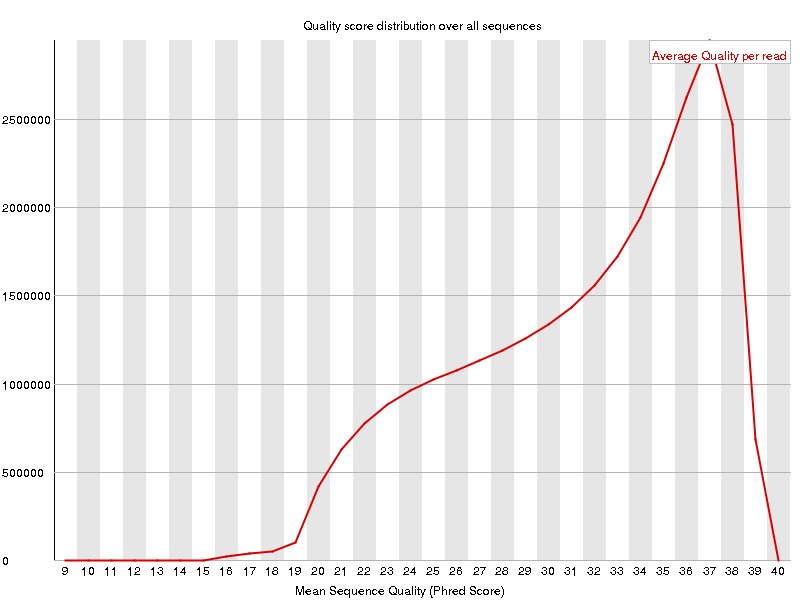 Quality score distribution over all sequences
Average Quality per read
2500000
2000000
1500000
1000000
500000
0
9 10 11 12 13 14 15 16 17 18 19 20 21 22 23 24 25 26 27 28 29 30 31 32 33 34 35 36 37 38 39 40
Mean Sequence Quality (Phred Score)